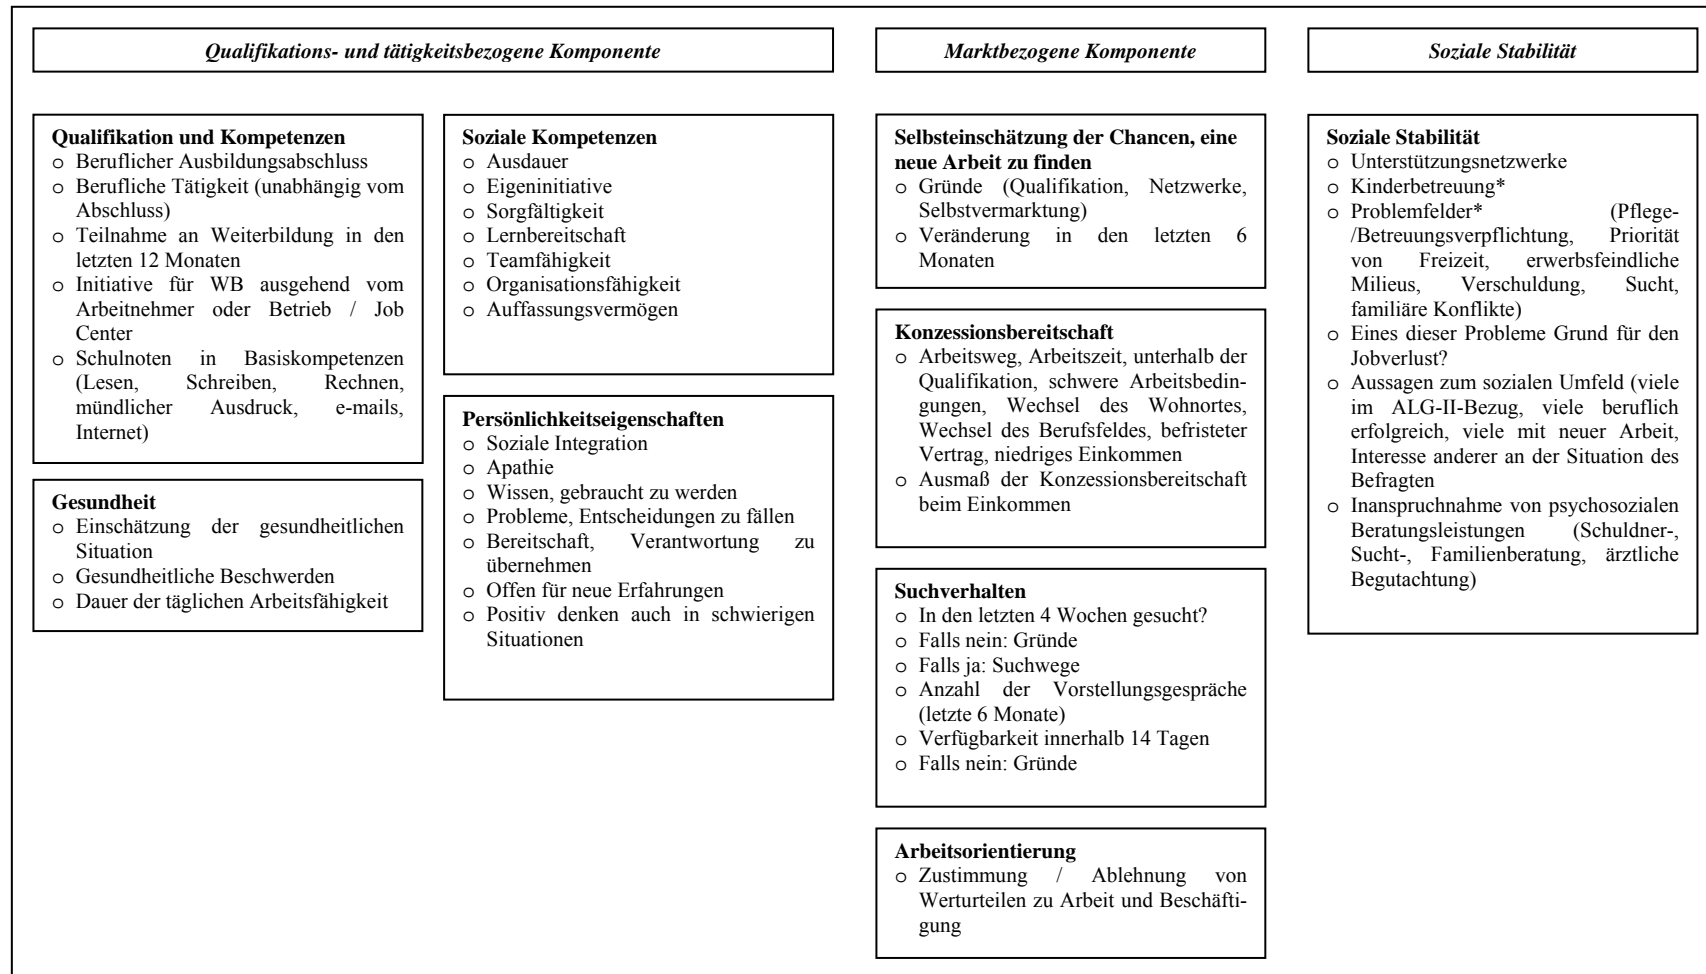 Qualifikations- und tätigkeitsbezogene Komponente
Marktbezogene Komponente
Soziale Stabilität
Qualifikation und Kompetenzen
o Beruflicher Ausbildungsabschluss
o Berufliche Tätigkeit (unabhängig vom
Abschluss)
o Teilnahme an Weiterbildung in den
letzten 12 Monaten
o Initiative für WB ausgehend vom
Arbeitnehmer oder Betrieb / Job
Center
o Schulnoten in Basiskompetenzen
(Lesen, Schreiben, Rechnen,
mündlicher Ausdruck, e-mails,
Internet)
Gesundheit
o Einschätzung der gesundheitlichen
Situation
o Gesundheitliche Beschwerden
o Dauer der täglichen Arbeitsfähigkeit
Soziale Kompetenzen
o Ausdauer
o Eigeninitiative
o Sorgfältigkeit
o Lernbereitschaft
o Teamfähigkeit
o Organisationsfähigkeit
o Auffassungsvermögen
Persönlichkeitseigenschaften
o Soziale Integration
o Apathie
o Wissen, gebraucht zu werden
o Probleme, Entscheidungen zu fällen
o Bereitschaft, Verantwortung zu
übernehmen
o Offen für neue Erfahrungen
o Positiv denken auch in schwierigen
Situationen
Selbsteinschätzung der Chancen, eine
neue Arbeit zu finden
o Gründe (Qualifikation, Netzwerke,
Selbstvermarktung)
o Veränderung in den letzten 6
Monaten
Konzessionsbereitschaft
o Arbeitsweg, Arbeitszeit, unterhalb der
Qualifikation, schwere Arbeitsbedin-
gungen, Wechsel des Wohnortes,
Wechsel des Berufsfeldes, befristeter
Vertrag, niedriges Einkommen
o Ausmaß der Konzessionsbereitschaft
beim Einkommen
Suchverhalten
o In den letzten 4 Wochen gesucht?
o Falls nein: Gründe
o Falls ja: Suchwege
o Anzahl der Vorstellungsgespräche
(letzte 6 Monate)
o Verfügbarkeit innerhalb 14 Tagen
o Falls nein: Gründe
Arbeitsorientierung
o Zustimmung / Ablehnung von
Werturteilen zu Arbeit und Beschäfti-
gung
Soziale Stabilität
o Unterstützungsnetzwerke
o Kinderbetreuung*
o Problemfelder* (Pflege-
/Betreuungsverpflichtung, Priorität
von Freizeit, erwerbsfeindliche
Milieus, Verschuldung, Sucht,
familiäre Konflikte)
o Eines dieser Probleme Grund für den
Jobverlust?
o Aussagen zum sozialen Umfeld (viele
im ALG-II-Bezug, viele beruflich
erfolgreich, viele mit neuer Arbeit,
Interesse anderer an der Situation des
Befragten
o Inanspruchnahme von psychosozialen
Beratungsleistungen (Schuldner-,
Sucht-, Familienberatung, ärztliche
Begutachtung)